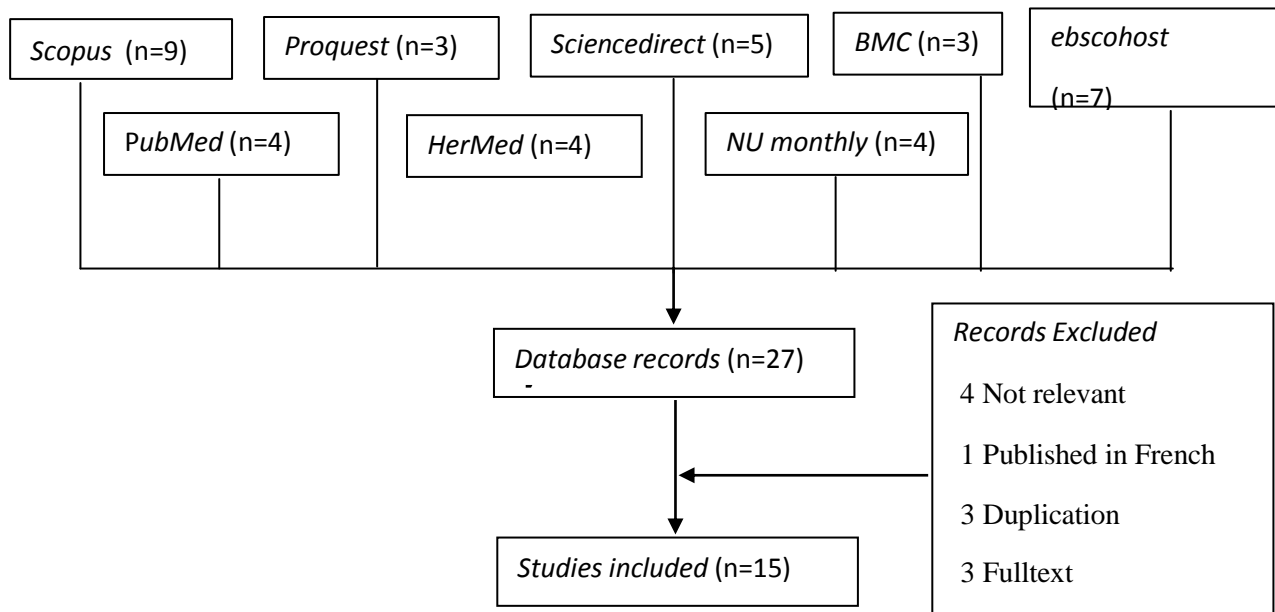 Scopus (n=9)
Proquest (n=3)
Sciencedirect (n=5)
BMC (n=3)
ebscohost
(n=7)
PubMed (n=4)
HerMed (n=4)
NU monthly (n=4)
Database records (n=27)
Records Excluded
4 Not relevant
1 Published in French
3 Duplication
3 Fulltext
Studies included (n=15)